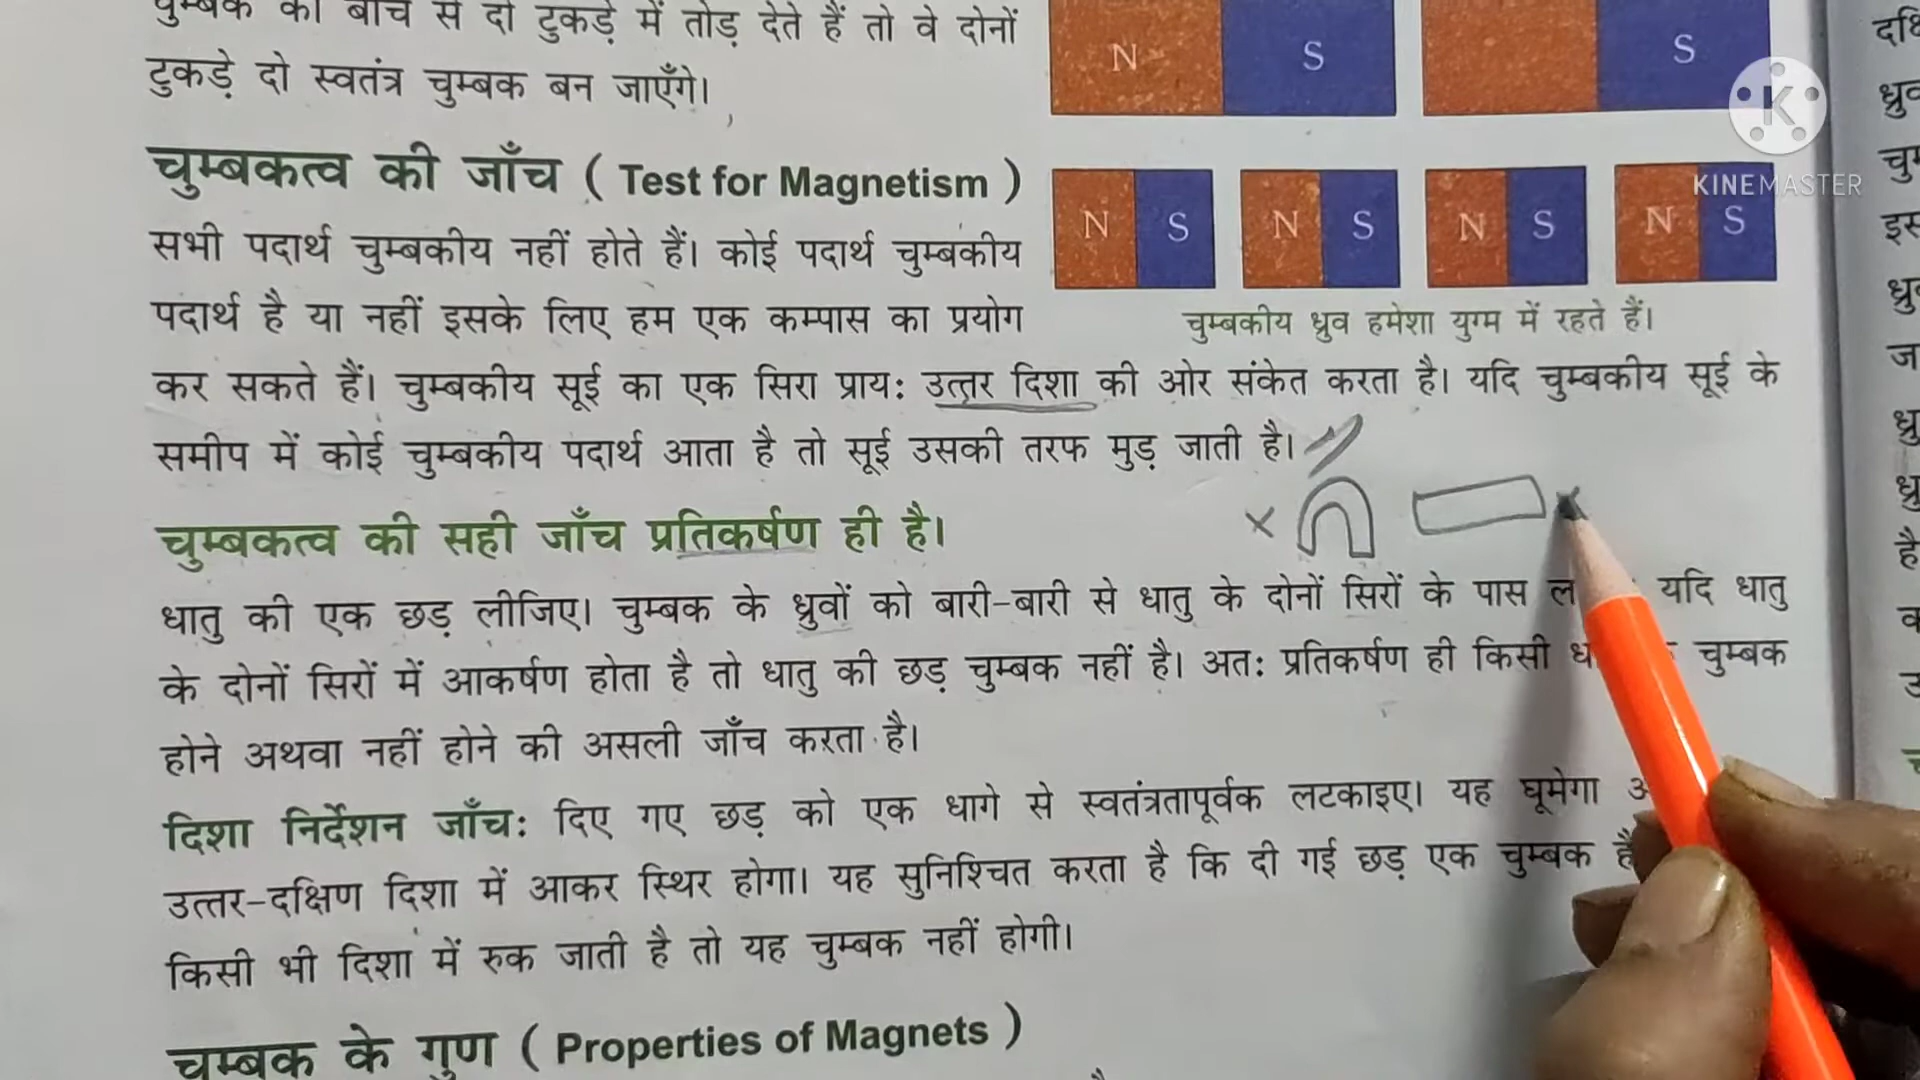 चुम्बक को बीच से दो टुकड़े में तोड़ देते हैं तो वे दोनों
टुकड़े दो स्वतंत्र चुम्बक बन जाएँगे।
N S S
KINEMASTER
चुम्बकत्व की जाँच ( Test for Magnetism )
N S N S N S N S
चुम्बकीय ध्रुव हमेशा युग्म में रहते हैं।
सभी पदार्थ चुम्बकीय नहीं होते हैं। कोई पदार्थ चुम्बकीय
पदार्थ है या नहीं इसके लिए हम एक कम्पास का प्रयोग
कर सकते हैं। चुम्बकीय सूई का एक सिरा प्राय: उत्तर दिशा की ओर संकेत करता है। यदि चुम्बकीय सूई के
समीप में कोई चुम्बकीय पदार्थ आता है तो सूई उसकी तरफ मुड़ जाती है।
चुम्बकत्व की सही जाँच प्रतिकर्षण ही है।
धातु की एक छड़ लीजिए। चुम्बक के ध्रुवों को बारी-बारी से धातु के दोनों सिरों के पास यदि धातु
के दोनों सिरों में आकर्षण होता है तो धातु की छड़ चुम्बक नहीं है। अत: प्रतिकर्षण ही किसी चुम्बक
होने अथवा नहीं होने की असली जाँच करता है।
दिशा निर्देशन जाँच: दिए गए छड़ को एक धागे से स्वतंत्रतापूर्वक लटकाइए। यह घूमेगा
उत्तर-दक्षिण दिशा में आकर स्थिर होगा। यह सुनिश्चित करता है कि दी गई छड़ एक चुम्बक
किसी भी दिशा में रुक जाती है तो यह चुम्बक नहीं होगी।
चुम्बक के गुण ( Properties of Magnets )